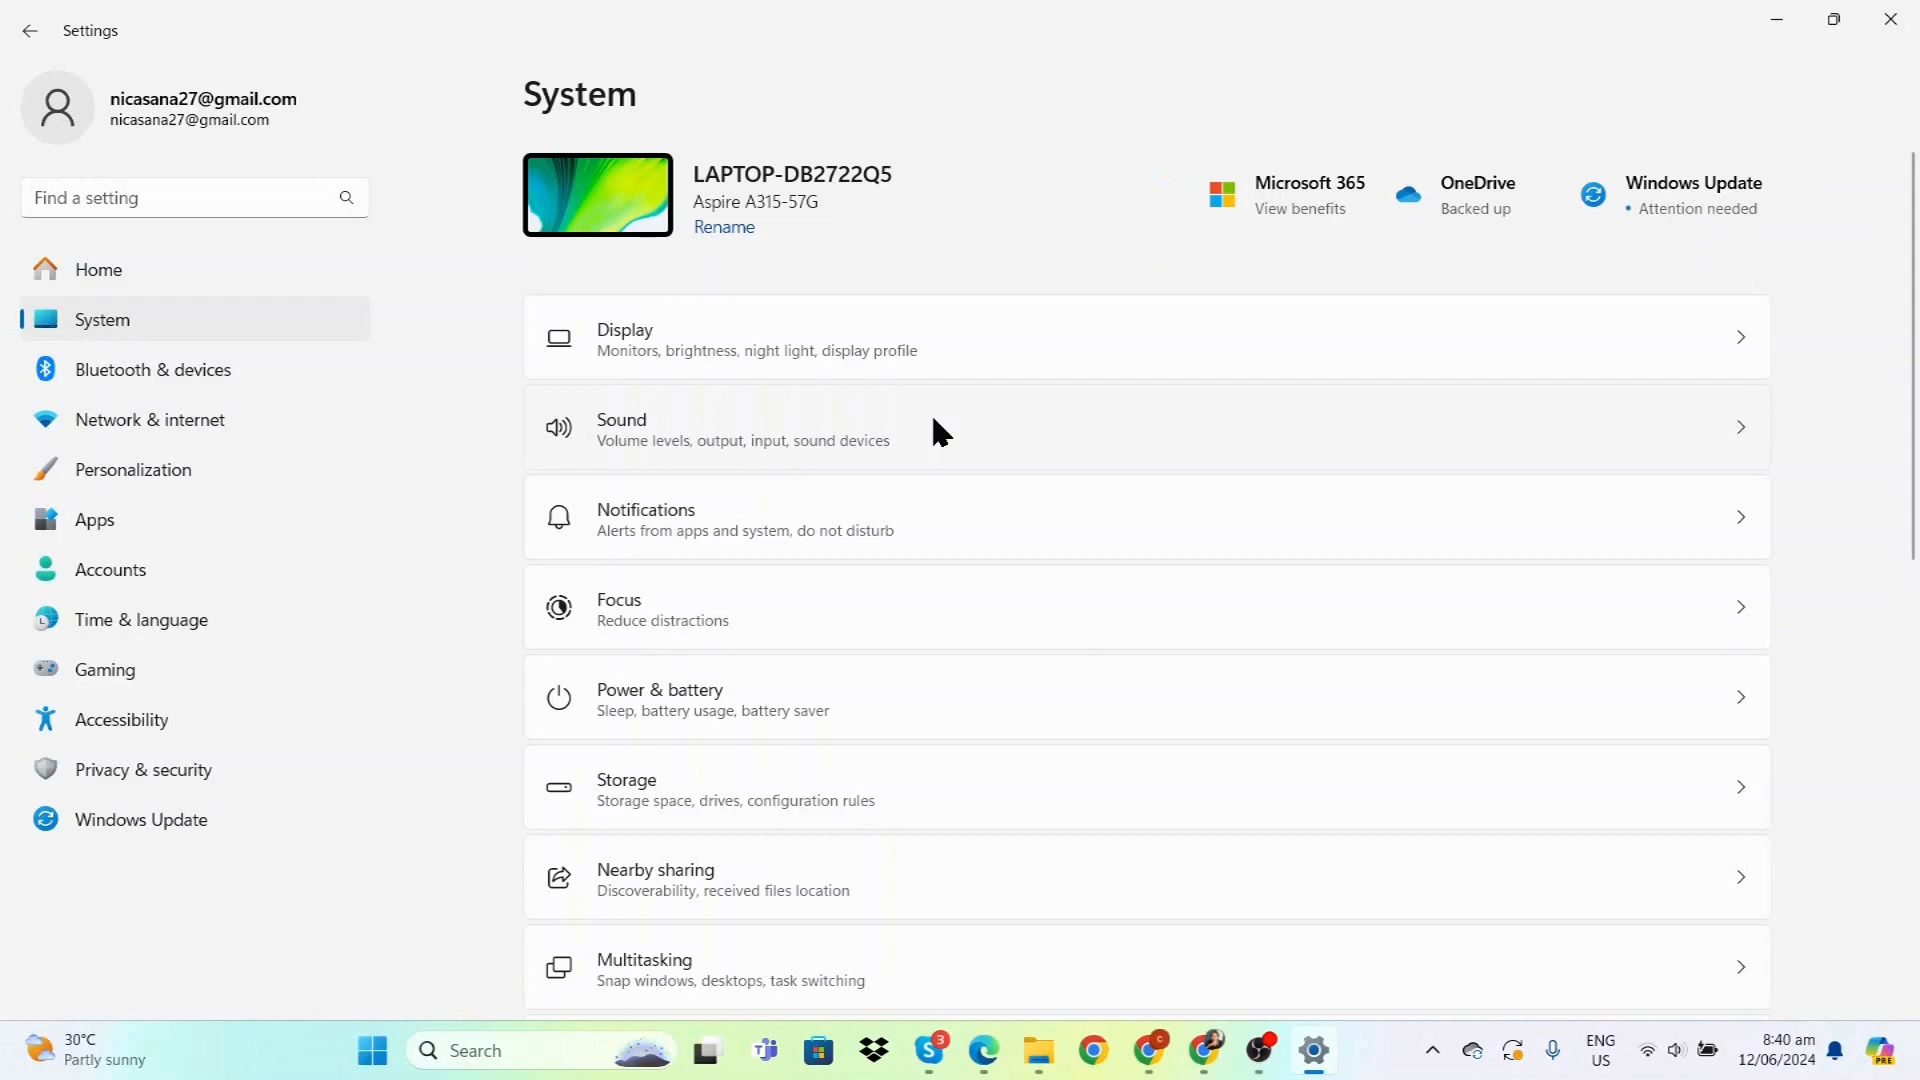 Settings
nicasana27@gmail.com
nicasana27@gmail.com
Find a setting
Home
System
Bluetooth & devices
Network & internet
Personalization
Apps
Accounts
Time & language
Gaming
Accessibility
Privacy & security
Windows Update
System
LAPTOP-DB2722Q5
Aspire A315-57G
Rename
Microsoft 365
View benefits
OneDrive
Backed up
Windows Update
• Attention needed
Display
Monitors, brightness, night light, display profile
Sound
Volume levels, output, input, sound devices
Notifications
Alerts from apps and system, do not disturb
Focus
Reduce distractions
Power & battery
Sleep, battery usage, battery saver
Storage
Storage space, drives, configuration rules
Nearby sharing
Discoverability, received files location
Multitasking
Snap windows, desktops, task switching
30°C
Partly sunny
Search
3
C
ENG
US
8:40 am
12/06/2024
PRE